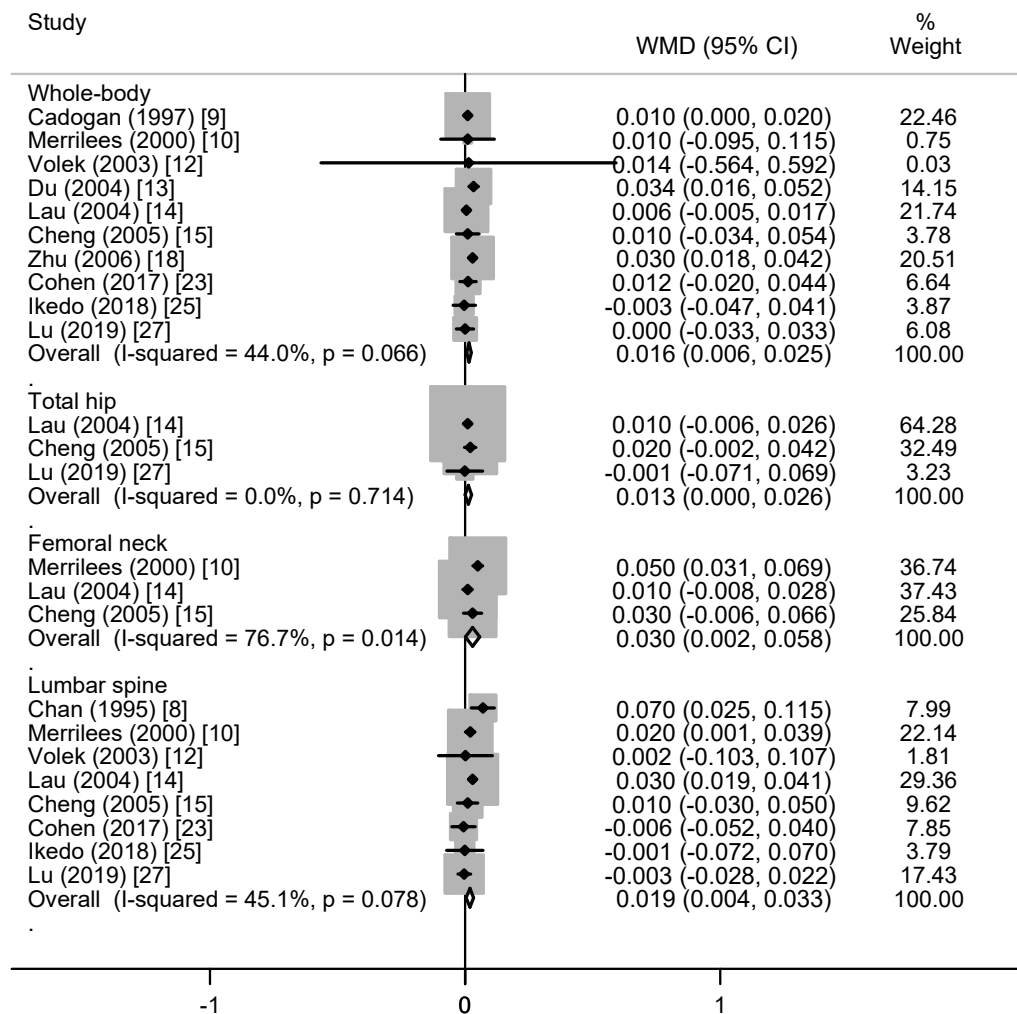 Study WMD (95% CI) % Weight
Whole-body
Cadogan (1997) [9] 0.010 (0.000, 0.020) 22.46
Merrilees (2000) [10] 0.010 (-0.095, 0.115) 0.75
Volek (2003) [12] 0.014 (-0.564, 0.592) 0.03
Du (2004) [13] 0.034 (0.016, 0.052) 14.15
Lau (2004) [14] 0.006 (-0.005, 0.017) 21.74
Cheng (2005) [15] 0.010 (-0.034, 0.054) 3.78
Zhu (2006) [18] 0.030 (0.018, 0.042) 20.51
Cohen (2017) [23] 0.012 (-0.020, 0.044) 6.64
Ikedo (2018) [25] -0.003 (-0.047, 0.041) 3.87
Lu (2019) [27] 0.000 (-0.033, 0.033) 6.08
Overall (I-squared = 44.0%, p = 0.066) 0.016 (0.006, 0.025) 100.00
.
Total hip
Lau (2004) [14] 0.010 (-0.006, 0.026) 64.28
Cheng (2005) [15] 0.020 (-0.002, 0.042) 32.49
Lu (2019) [27] -0.001 (-0.071, 0.069) 3.23
Overall (I-squared = 0.0%, p = 0.714) 0.013 (0.000, 0.026) 100.00
.
Femoral neck
Merrilees (2000) [10] 0.050 (0.031, 0.069) 36.74
Lau (2004) [14] 0.010 (-0.008, 0.028) 37.43
Cheng (2005) [15] 0.030 (-0.006, 0.066) 25.84
Overall (I-squared = 76.7%, p = 0.014) 0.030 (0.002, 0.058) 100.00
.
Lumbar spine
Chan (1995) [8] 0.070 (0.025, 0.115) 7.99
Merrilees (2000) [10] 0.020 (0.001, 0.039) 22.14
Volek (2003) [12] 0.002 (-0.103, 0.107) 1.81
Lau (2004) [14] 0.030 (0.019, 0.041) 29.36
Cheng (2005) [15] 0.010 (-0.030, 0.050) 9.62
Cohen (2017) [23] -0.006 (-0.052, 0.040) 7.85
Ikedo (2018) [25] -0.001 (-0.072, 0.070) 3.79
Lu (2019) [27] -0.003 (-0.028, 0.022) 17.43
Overall (I-squared = 45.1%, p = 0.078) 0.019 (0.004, 0.033) 100.00
.
-1 0 1